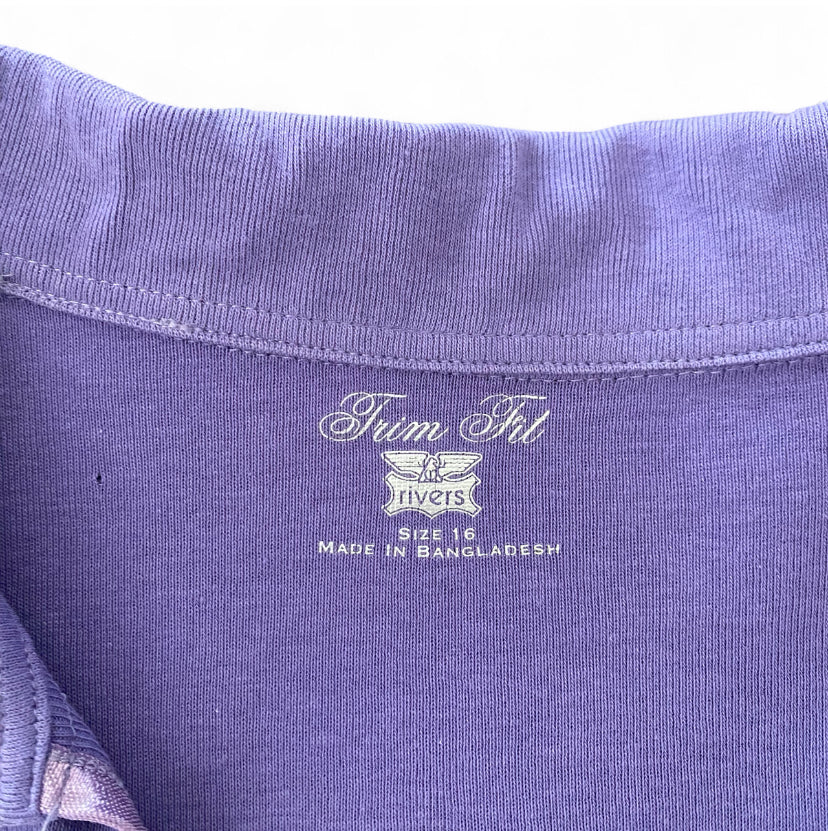 Trim Fit
rivers
SIZE 16
MADE IN BANGLADESH